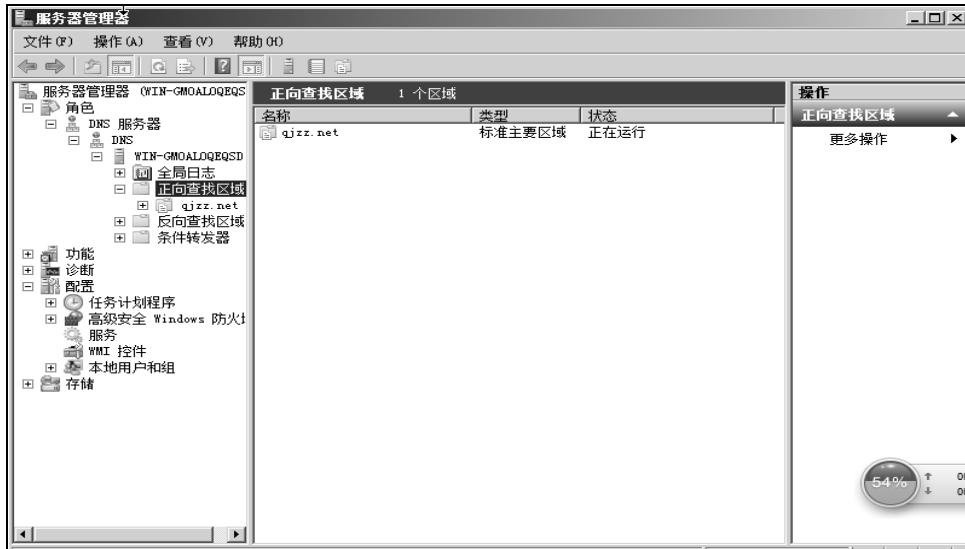 服务器管理器
文件(F) 操作(A) 查看(V) 帮助(H)
服务器管理器 (WIN-GMOALOQEQS
角色
DNS 服务器
DNS
WIN-GMOALOQEQSD
全局日志
正向查找区域
qjzz.net
反向查找区域
条件转发器
功能
诊断
配置
任务计划程序
高级安全 Windows 防火
服务
WMI 控件
本地用户和组
存储
正向查找区域 1 个区域
名称 类型 状态
qjzz.net 标准主要区域 正在运行
操作
正向查找区域
更多操作
54%